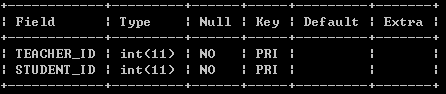 +------------+---------+------+-----+---------+-------+
| Field      | Type    | Null | Key | Default | Extra |
+------------+---------+------+-----+---------+-------+
| TEACHER_ID | int(11) | NO   | PRI |         |       |
| STUDENT_ID | int(11) | NO   | PRI |         |       |
+------------+---------+------+-----+---------+-------+